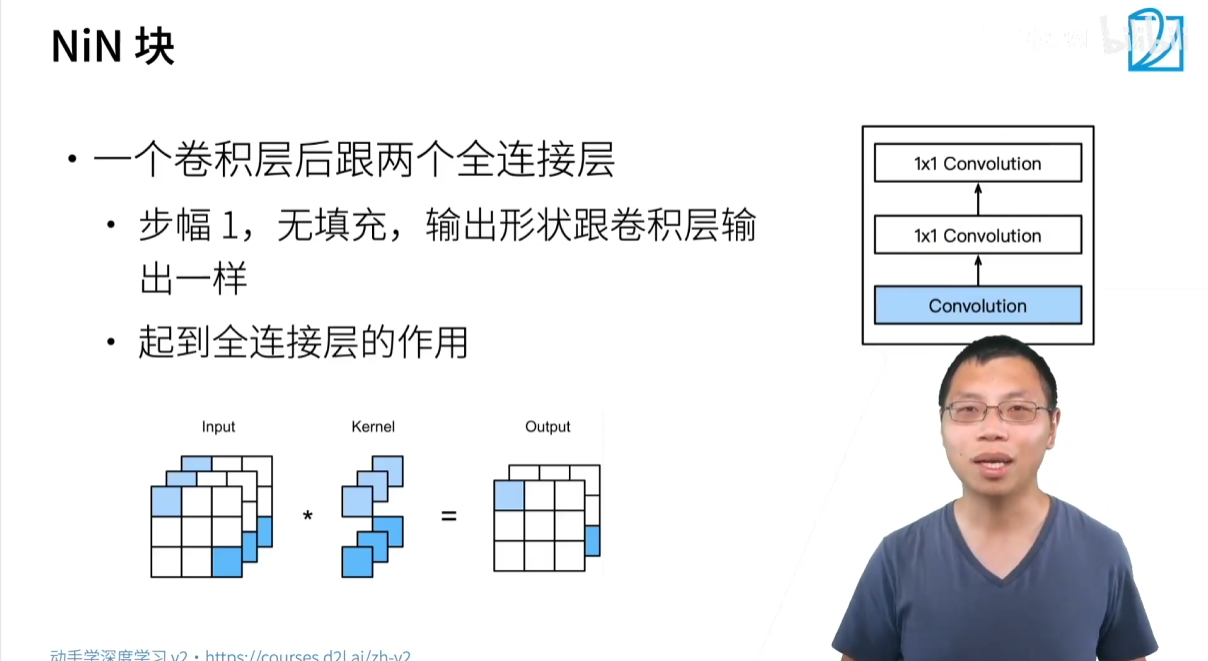 NiN 块
• 一个卷积层后跟两个全连接层
• 步幅 1，无填充，输出形状跟卷积层输
出一样
• 起到全连接层的作用
1x1 Convolution
1x1 Convolution
Convolution
Input
Kernel
Output
*
=
动手学深度学习 v2 • https://courses.d2l.ai/zh-v2